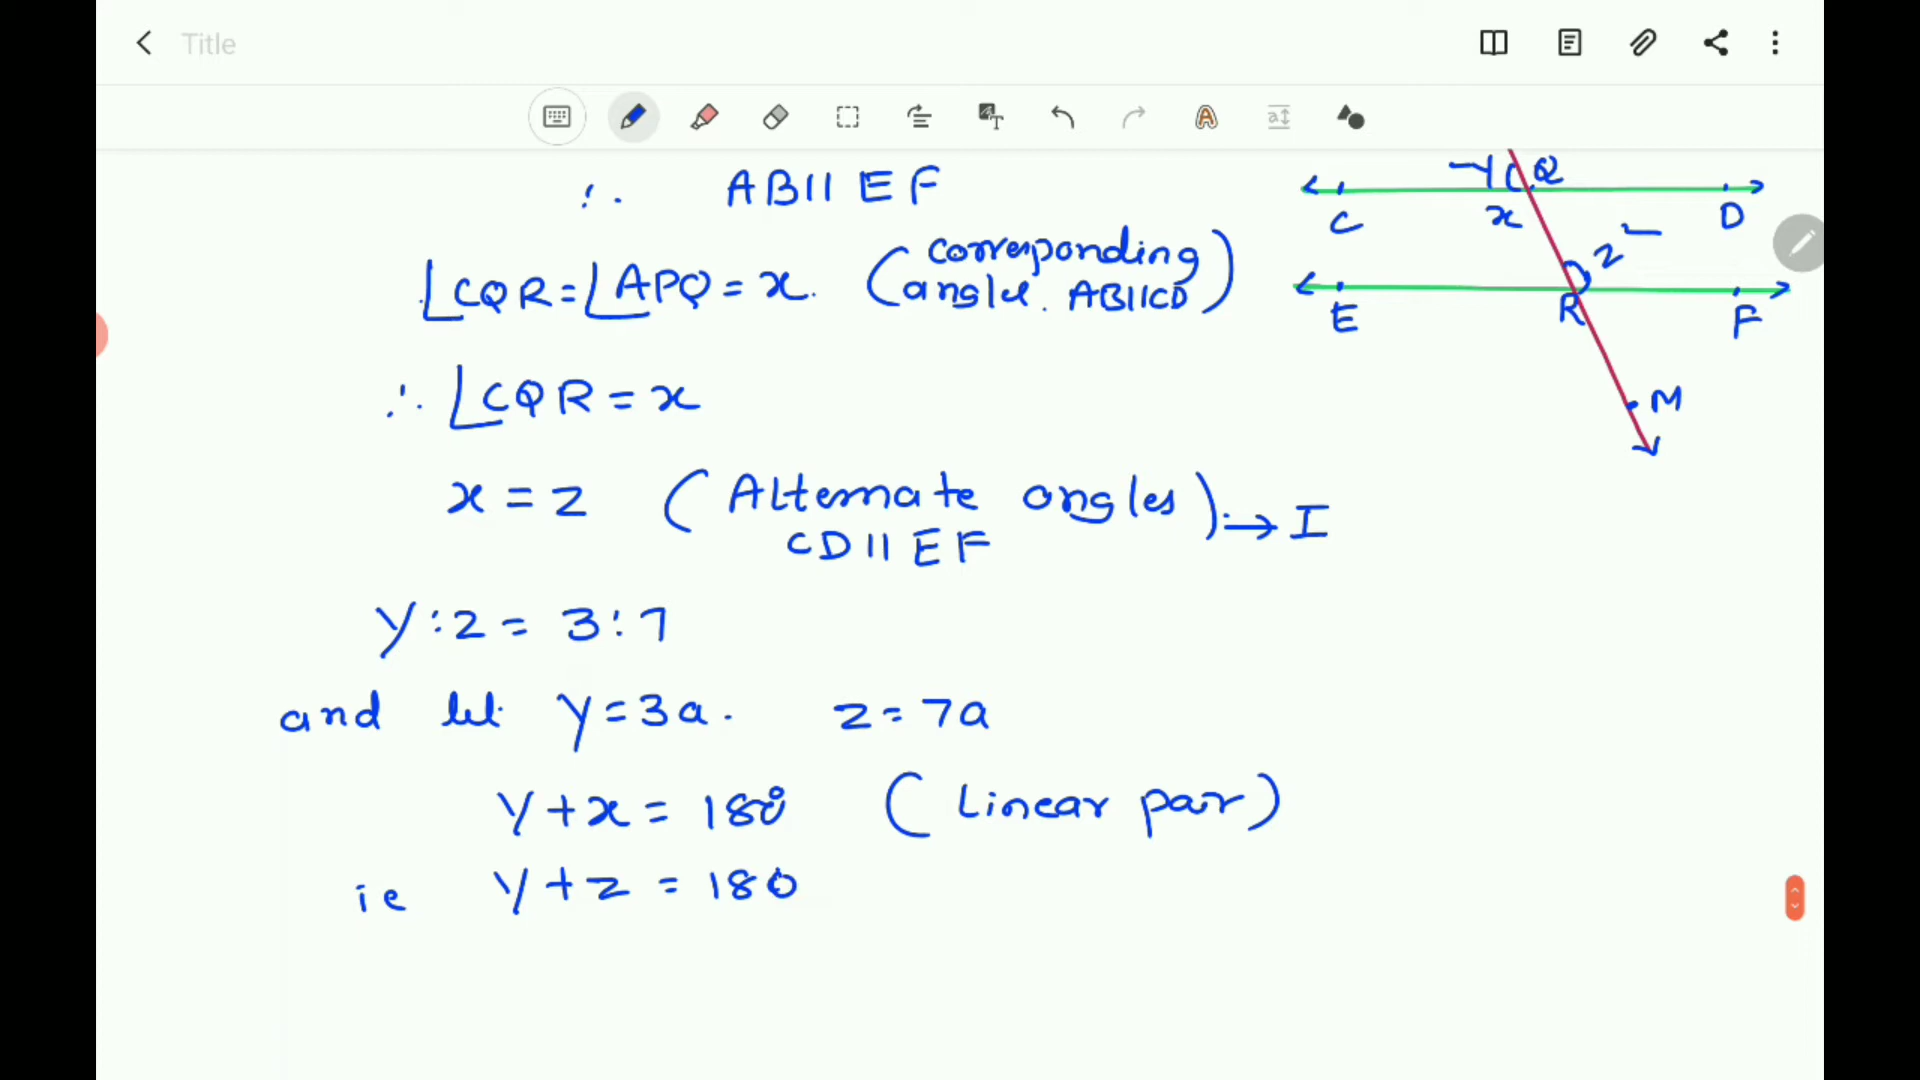 Title
∴ AB || EF
∠CQR = ∠APQ = x. (corresponding angles. AB || CD)
∴ ∠CQR = x
x = z (Alternate angles) → I
CD || EF
y : z = 3 : 7
and let y = 3a. z = 7a
y + x = 180° (Linear pair)
ie y + z = 180
y Q
C x D
z
E R F
M